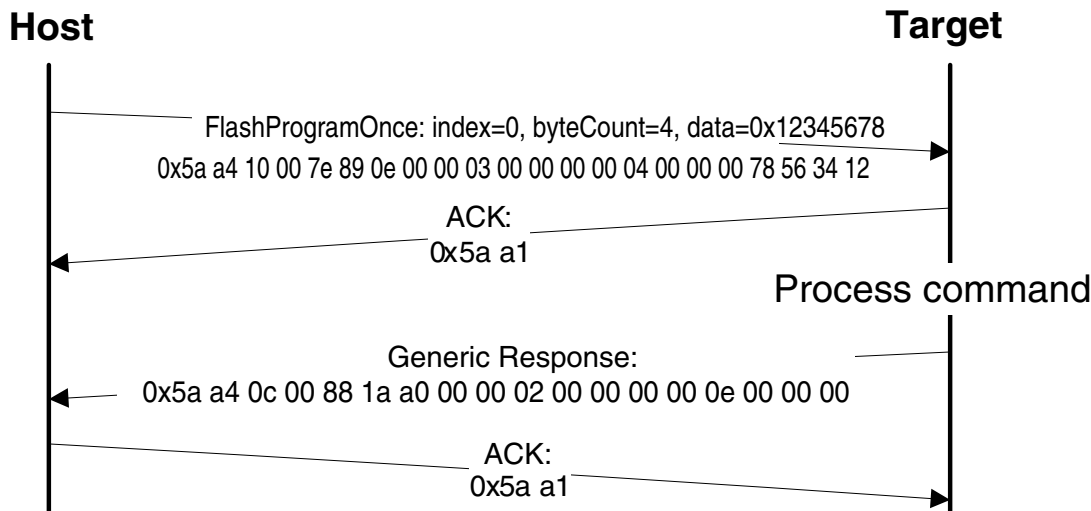 Host
Target
FlashProgramOnce: index=0, byteCount=4, data=0x12345678
0x5a a4 10 00 7e 89 0e 00 00 03 00 00 00 00 04 00 00 00 78 56 34 12
ACK:
0x5a a1
Process command
Generic Response:
0x5a a4 0c 00 88 1a a0 00 00 02 00 00 00 00 0e 00 00 00
ACK:
0x5a a1